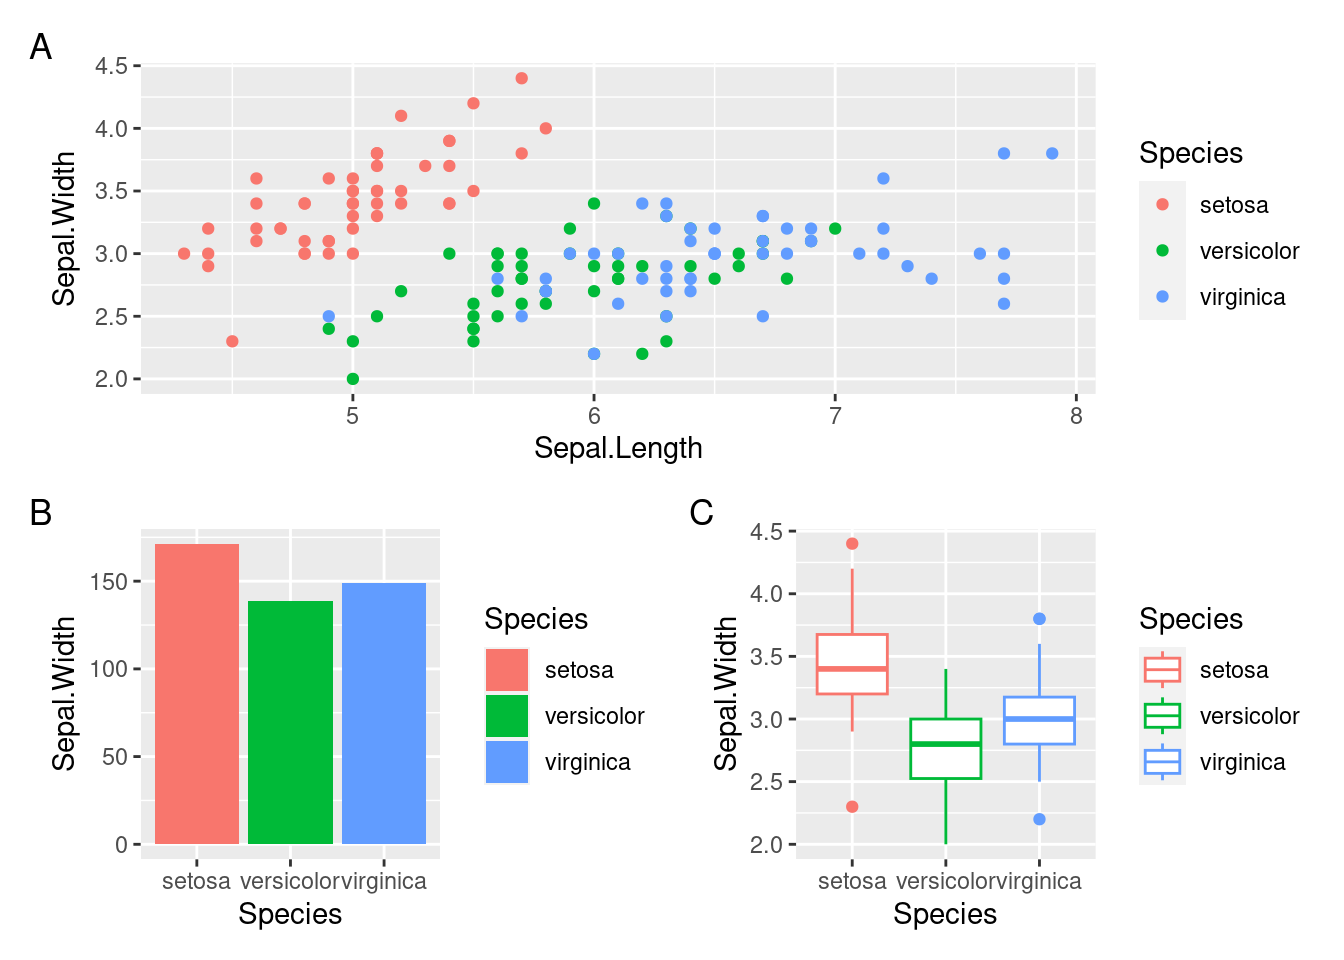 A
Sepal.Width
4.5
4.0
3.5
3.0
2.5
2.0
5 6 7 8
Sepal.Length
Species
setosa
versicolor
virginica
B
Sepal.Width
150
100
50
0
setosa versicolor virginica
Species
Species
setosa
versicolor
virginica
C
Sepal.Width
4.5
4.0
3.5
3.0
2.5
2.0
setosa versicolor virginica
Species
Species
setosa
versicolor
virginica